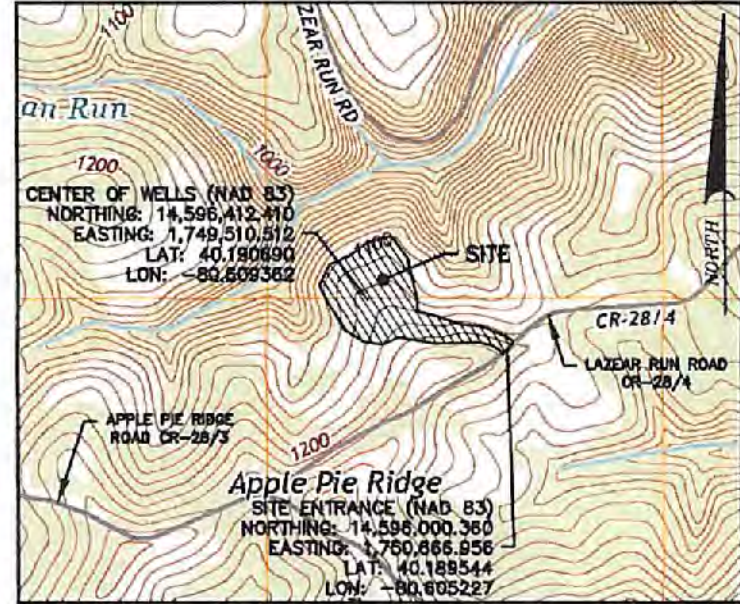 1100
ZEAR RUN RD
an Run
1200
1000
CENTER OF WELLS (NAD 83)
NORTHING: 14,596,412.410
EASTING: 1,749,510.512
LAT: 40.190690
LON: -80.609362
1100
SITE
NORTH
CR-28/4
LAZEAR RUN ROAD
CR-28/4
APPLE PIE RIDGE
ROAD CR-28/3
1200
Apple Pie Ridge
SITE ENTRANCE (NAD 83)
NORTHING: 14,596,000.360
EASTING: 1,750,666.956
LAT: 40.189544
LON: -80.605227